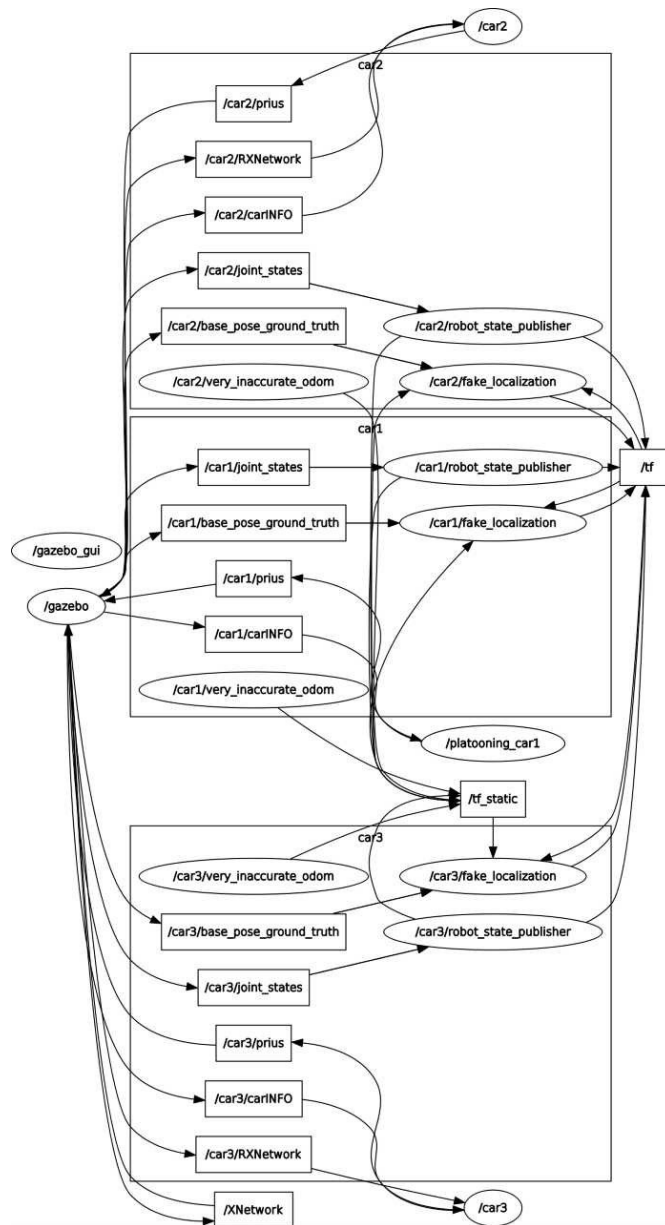 /car2
car2
/car2/prius
/car2/RXNetwork
/car2/carINFO
/car2/joint_states
/car2/base_pose_ground_truth
/car2/robot_state_publisher
/car2/very_inaccurate_odom
/car2/fake_localization
car1
/car1/joint_states
/car1/robot_state_publisher
/tf
/car1/base_pose_ground_truth
/car1/fake_localization
/gazebo_gui
/car1/prius
/gazebo
/car1/carINFO
/car1/very_inaccurate_odom
/platooning_car1
/tf_static
car3
/car3/very_inaccurate_odom
/car3/fake_localization
/car3/base_pose_ground_truth
/car3/robot_state_publisher
/car3/joint_states
/car3/prius
/car3/carINFO
/car3/RXNetwork
/XNetwork
/car3